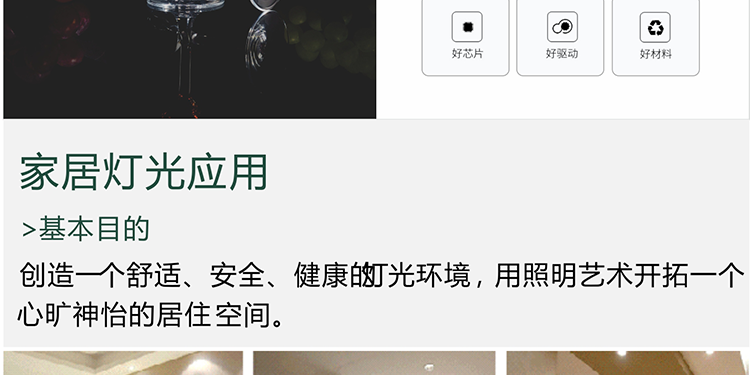 好芯片 好驱动 好材料
家居灯光应用
>基本目的
创造一个舒适、安全、健康的灯光环境，用照明艺术开拓一个
心旷神怡的居住空间。